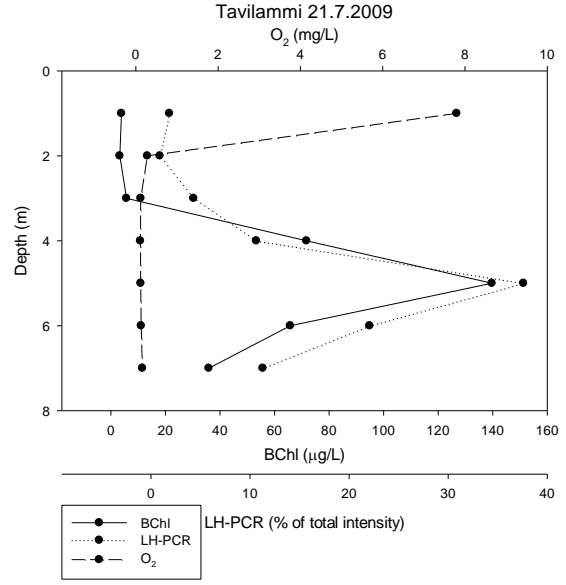 Tavilammi 21.7.2009
O₂ (mg/L)
0 2 4 6 8 10
0
2
4
6
8
Depth (m)
0 20 40 60 80 100 120 140 160
BChl (μg/L)
0 10 20 30 40
LH-PCR (% of total intensity)
BChl
LH-PCR
O₂